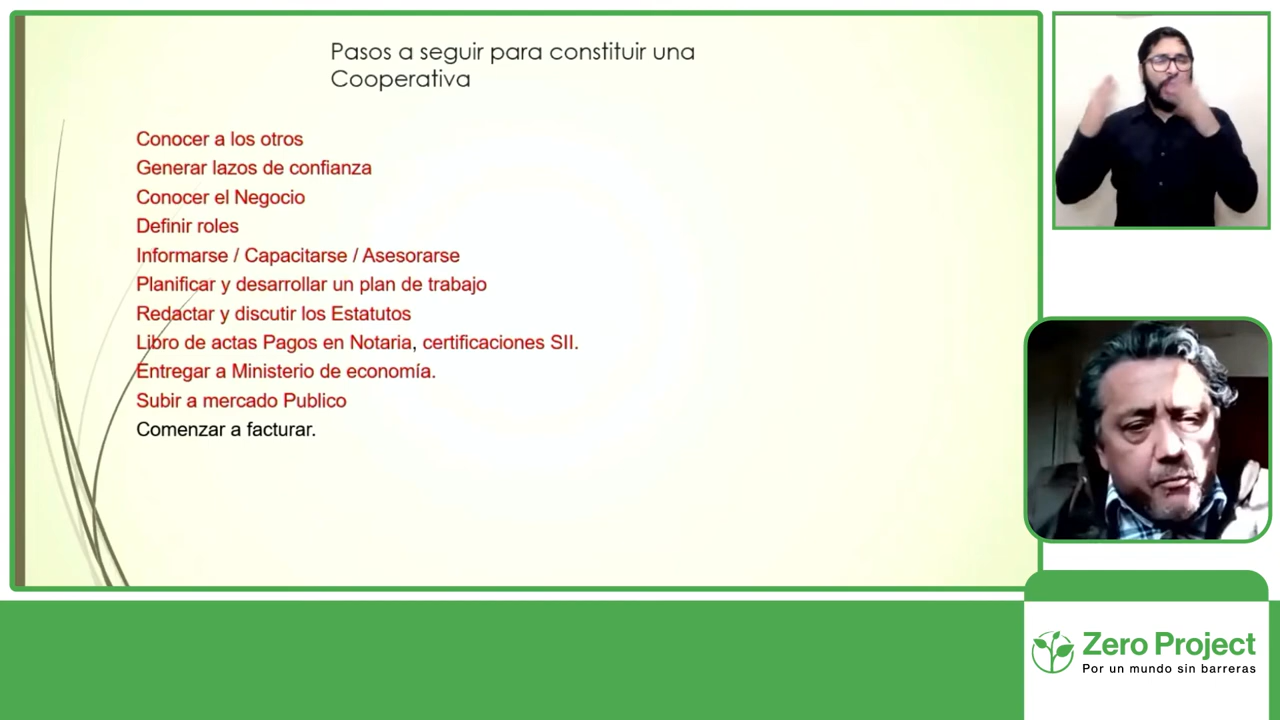 Pasos a seguir para constituir una
Cooperativa
Conocer a los otros
Generar lazos de confianza
Conocer el Negocio
Definir roles
Informarse / Capacitarse / Asesorarse
Planificar y desarrollar un plan de trabajo
Redactar y discutir los Estatutos
Libro de actas Pagos en Notaria, certificaciones SII.
Entregar a Ministerio de economía.
Subir a mercado Publico
Comenzar a facturar.
Zero Project
Por un mundo sin barreras